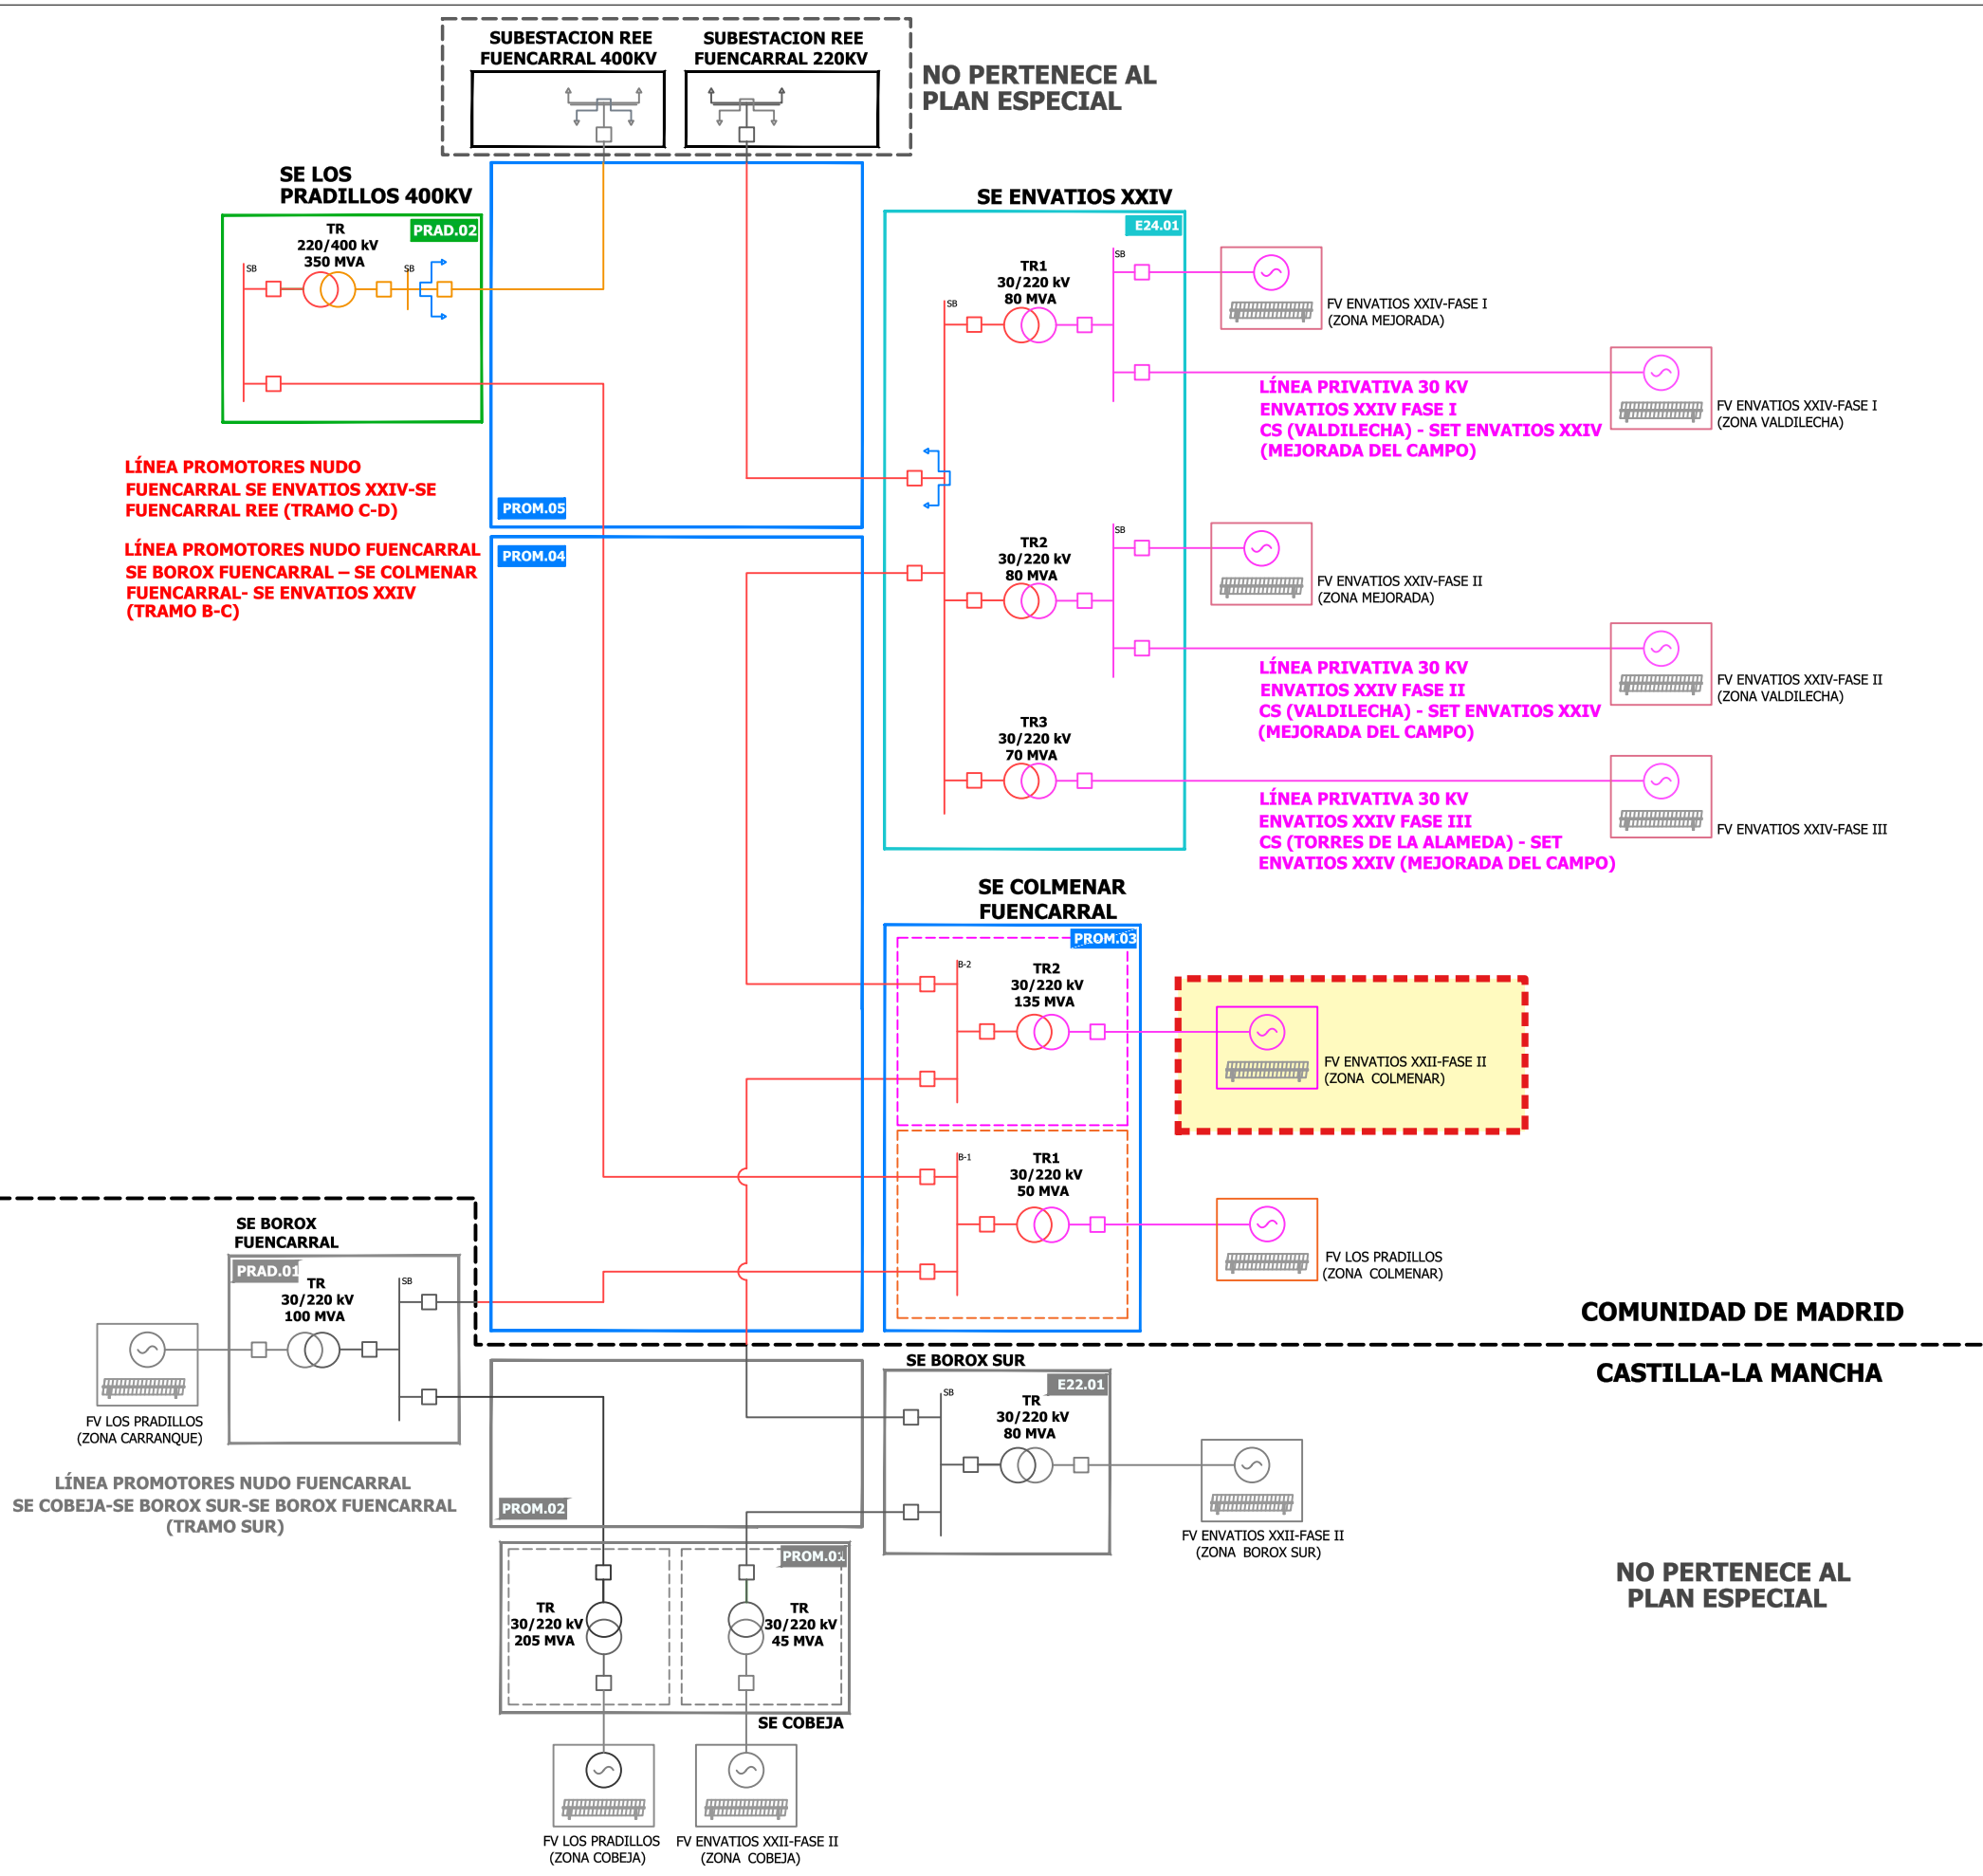 SUBESTACION REE
FUENCARRAL 400KV
SUBESTACION REE
FUENCARRAL 220KV
NO PERTENECE AL
PLAN ESPECIAL
SE LOS
PRADILLOS 400KV
PRAD.02
TR
220/400 kV
350 MVA
SB
SB
LÍNEA PROMOTORES NUDO
FUENCARRAL SE ENVATIOS XXIV-SE
FUENCARRAL REE (TRAMO C-D)
LÍNEA PROMOTORES NUDO FUENCARRAL
SE BOROX FUENCARRAL – SE COLMENAR
FUENCARRAL- SE ENVATIOS XXIV
(TRAMO B-C)
PROM.05
PROM.04
SE ENVATIOS XXIV
E24.01
SB
TR1
30/220 kV
80 MVA
SB
FV ENVATIOS XXIV-FASE I
(ZONA MEJORADA)
LÍNEA PRIVATIVA 30 KV
ENVATIOS XXIV FASE I
CS (VALDILECHA) - SET ENVATIOS XXIV
(MEJORADA DEL CAMPO)
FV ENVATIOS XXIV-FASE I
(ZONA VALDILECHA)
SB
TR2
30/220 kV
80 MVA
FV ENVATIOS XXIV-FASE II
(ZONA MEJORADA)
LÍNEA PRIVATIVA 30 KV
ENVATIOS XXIV FASE II
CS (VALDILECHA) - SET ENVATIOS XXIV
(MEJORADA DEL CAMPO)
FV ENVATIOS XXIV-FASE II
(ZONA VALDILECHA)
TR3
30/220 kV
70 MVA
LÍNEA PRIVATIVA 30 KV
ENVATIOS XXIV FASE III
CS (TORRES DE LA ALAMEDA) - SET
ENVATIOS XXIV (MEJORADA DEL CAMPO)
FV ENVATIOS XXIV-FASE III
SE COLMENAR
FUENCARRAL
PROM.03
B-2
TR2
30/220 kV
135 MVA
FV ENVATIOS XXII-FASE II
(ZONA COLMENAR)
B-1
TR1
30/220 kV
50 MVA
FV LOS PRADILLOS
(ZONA COLMENAR)
COMUNIDAD DE MADRID
CASTILLA-LA MANCHA
SE BOROX
FUENCARRAL
PRAD.01
TR
30/220 kV
100 MVA
SB
FV LOS PRADILLOS
(ZONA CARRANQUE)
LÍNEA PROMOTORES NUDO FUENCARRAL
SE COBEJA-SE BOROX SUR-SE BOROX FUENCARRAL
(TRAMO SUR)
PROM.02
SE BOROX SUR
E22.01
SB
TR
30/220 kV
80 MVA
FV ENVATIOS XXII-FASE II
(ZONA BOROX SUR)
NO PERTENECE AL
PLAN ESPECIAL
PROM.01
TR
30/220 kV
205 MVA
TR
30/220 kV
45 MVA
SE COBEJA
FV LOS PRADILLOS
(ZONA COBEJA)
FV ENVATIOS XXII-FASE II
(ZONA COBEJA)